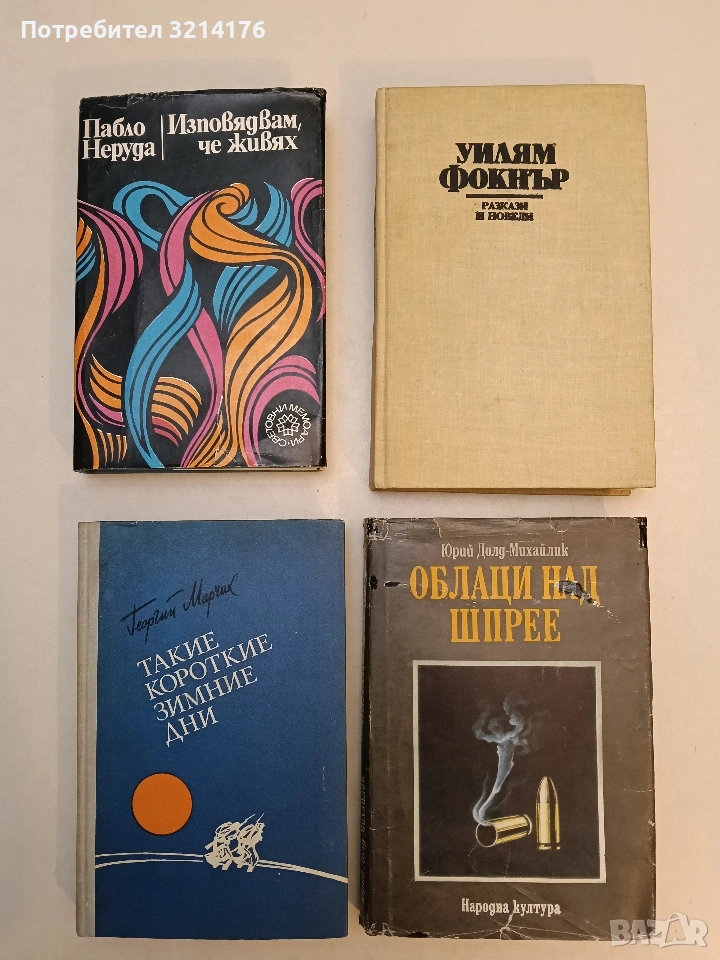 Потребител 3214176
Пабло
Неруда
Изповядвам,
че живях
СВЕТОВНИ МЕМОАРИ
УИЛЯМ
ФОКНЪР
РАЗКАЗИ
И НОВЕЛИ
Георгий Марчик
ТАКИЕ
КОРОТКИЕ
ЗИМНИЕ
ДНИ
Юрий Долд-Михайлик
ОБЛАЦИ НАД
ШПРЕЕ
Народна култура
BAZAR